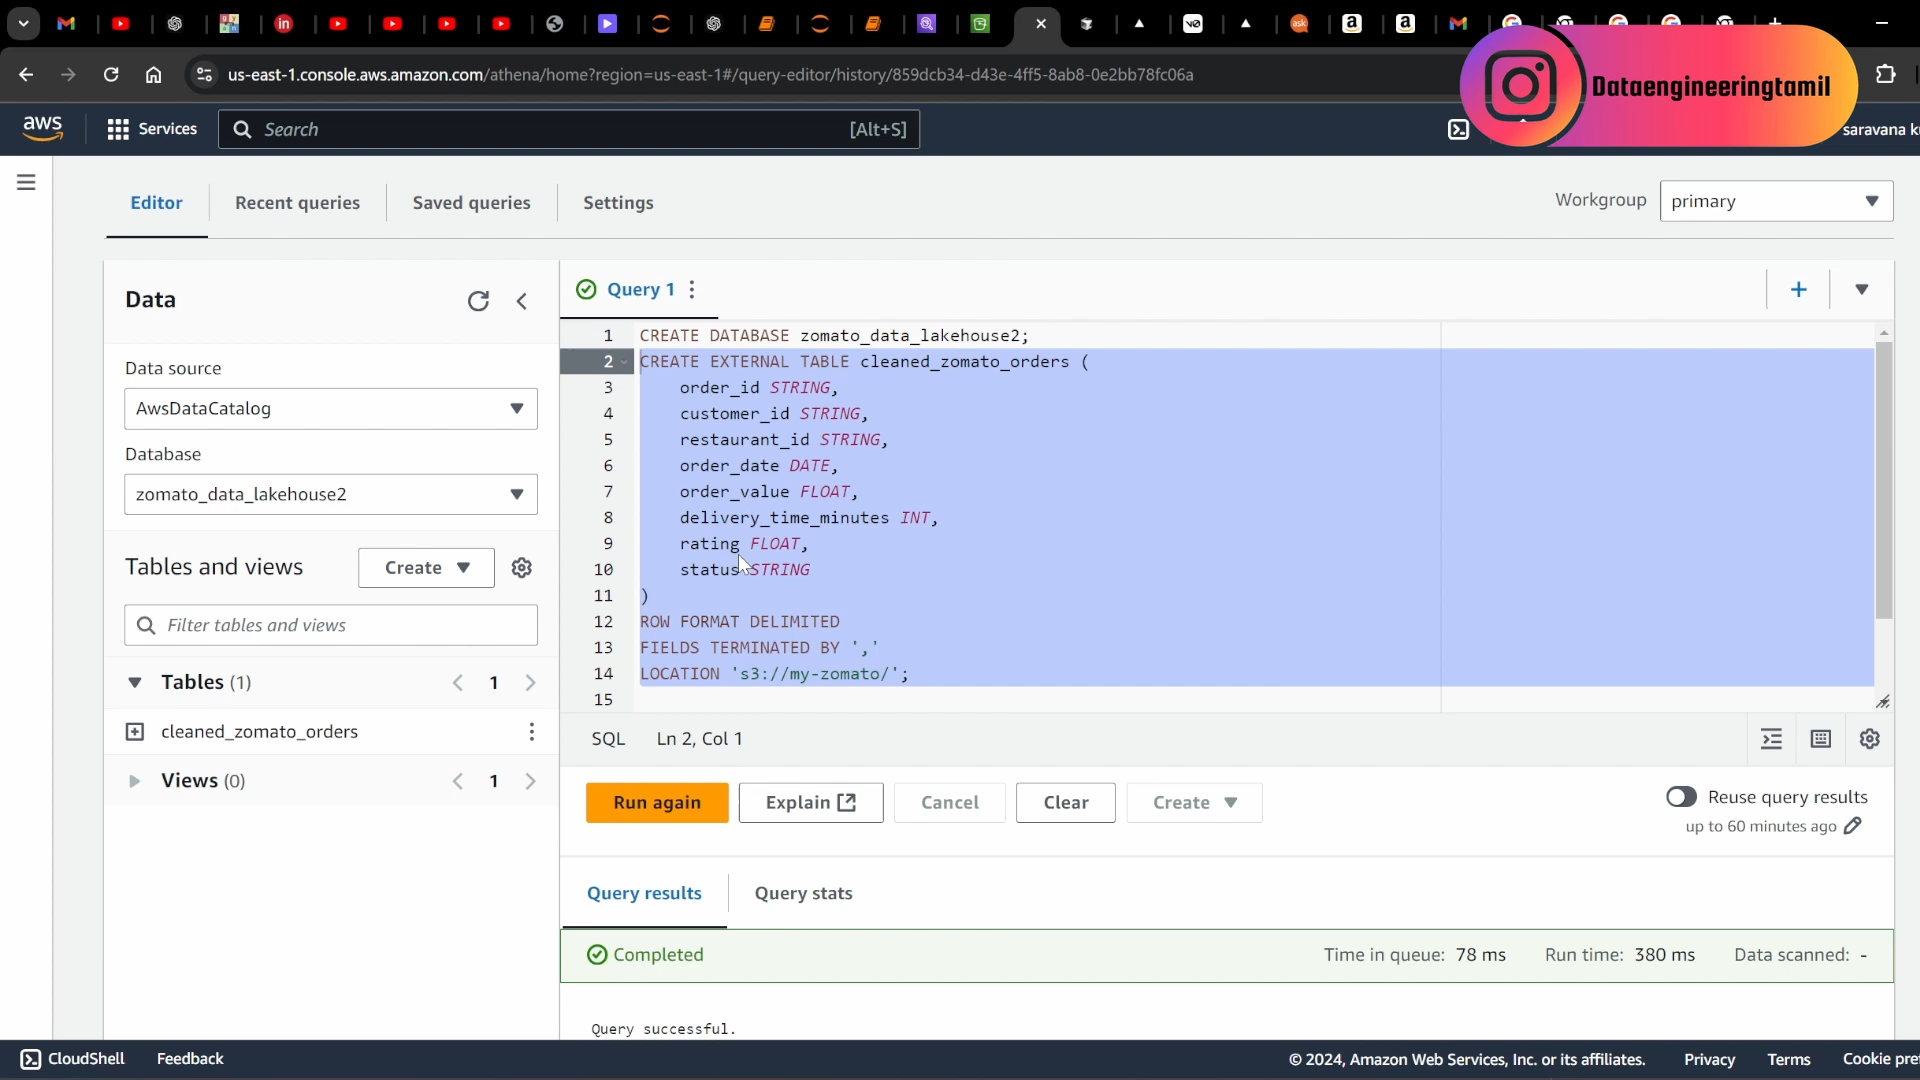 us-east-1.console.aws.amazon.com/athena/home?region=us-east-1#/query-editor/history/859dcb34-d43e-4ff5-8ab8-0e2bb78fc06a
Dataengineeringtamil
aws
Services
Search
[Alt+S]
saravana k
Editor
Recent queries
Saved queries
Settings
Workgroup
primary
Data
Data source
AwsDataCatalog
Database
zomato_data_lakehouse2
Tables and views
Create
Filter tables and views
Tables (1)
1
cleaned_zomato_orders
Views (0)
1
Query 1
1 CREATE DATABASE zomato_data_lakehouse2;
2 CREATE EXTERNAL TABLE cleaned_zomato_orders (
3 order_id STRING,
4 customer_id STRING,
5 restaurant_id STRING,
6 order_date DATE,
7 order_value FLOAT,
8 delivery_time_minutes INT,
9 rating FLOAT,
10 status STRING
11 )
12 ROW FORMAT DELIMITED
13 FIELDS TERMINATED BY ','
14 LOCATION 's3://my-zomato/';
15
SQL
Ln 2, Col 1
Run again
Explain
Cancel
Clear
Create
Reuse query results
up to 60 minutes ago
Query results
Query stats
Completed
Time in queue: 78 ms
Run time: 380 ms
Data scanned: -
Query successful.
CloudShell
Feedback
© 2024, Amazon Web Services, Inc. or its affiliates.
Privacy
Terms
Cookie pre